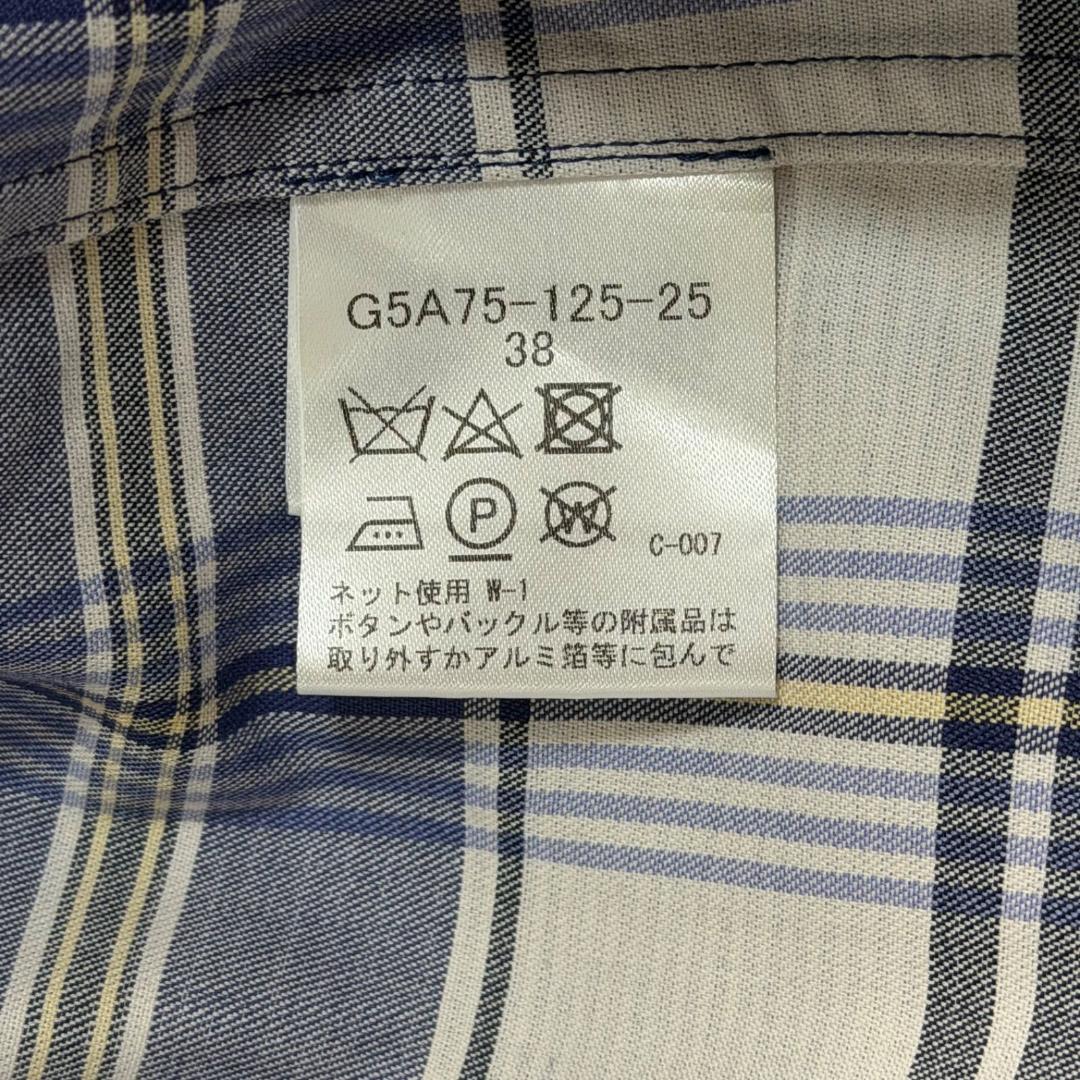 G5A75-125-25
38
P W
C-007
ネット使用 W-1
ボタンやバックル等の附属品は
取り外すかアルミ箔等に包んで